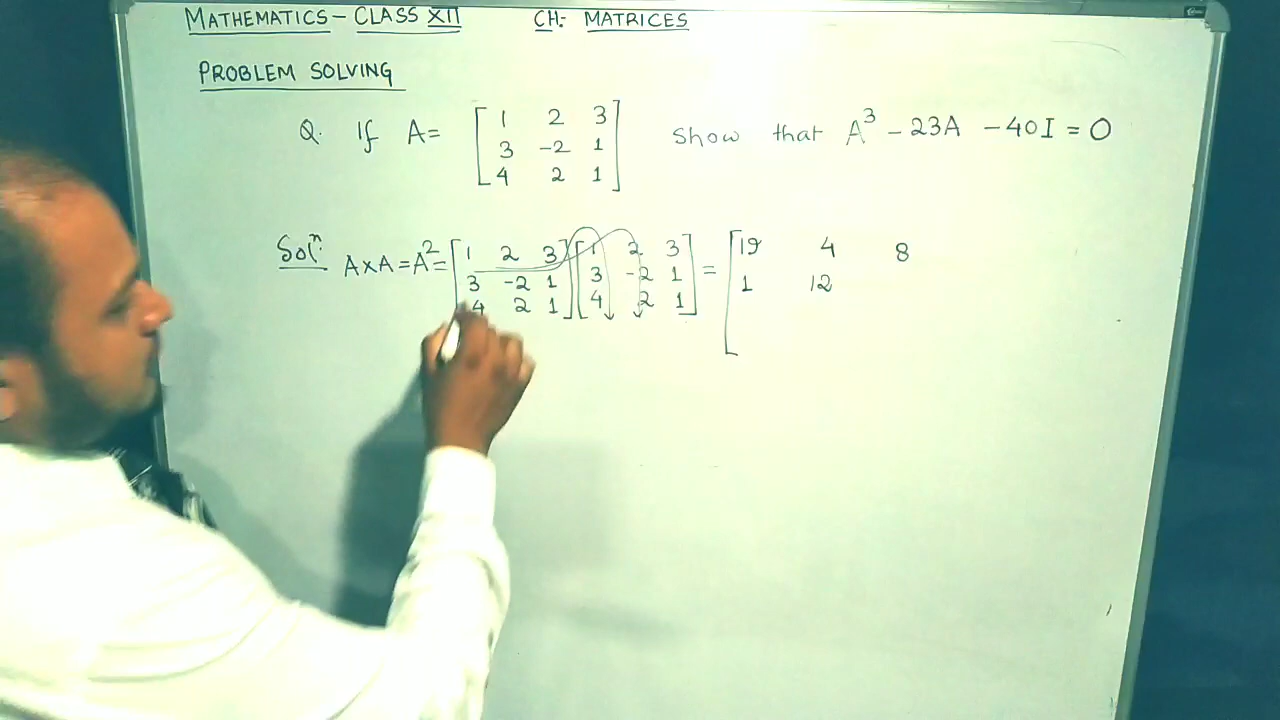 MATHEMATICS - CLASS XII CH: MATRICES
PROBLEM SOLVING
Q. If A = [1 2 3 Show that A³ - 23A - 40I = 0
3 -2 1
4 2 1]
Solⁿ: A×A = A² = [1 2 3] [1 2 3] = [19 4 8
3 -2 1 3 -2 1 1 12
4 2 1 4 2 1